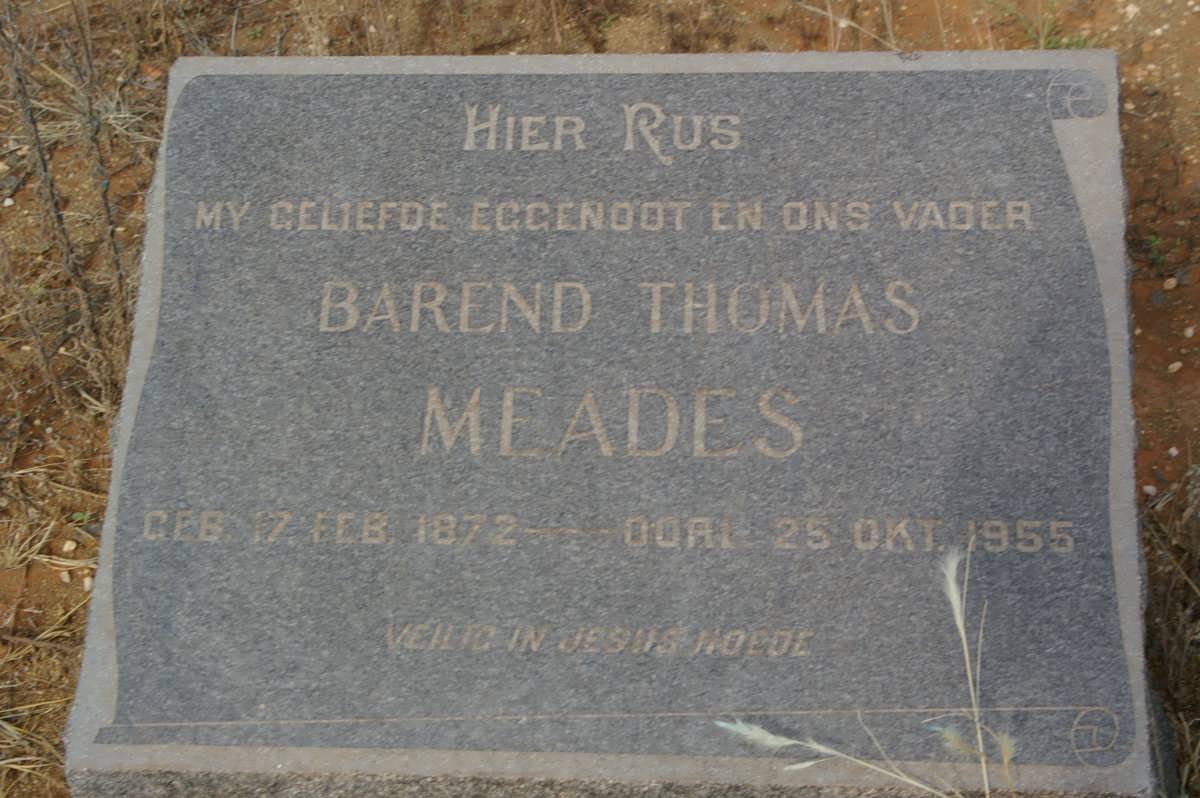 HIER RUS
MY GELIEFDE EGGENOOT EN ONS VADER
BAREND THOMAS
MEADES
GEB. 17 FEB. 1872 — OORL. 25 OKT. 1955
VEILIG IN JESUS HOEDE